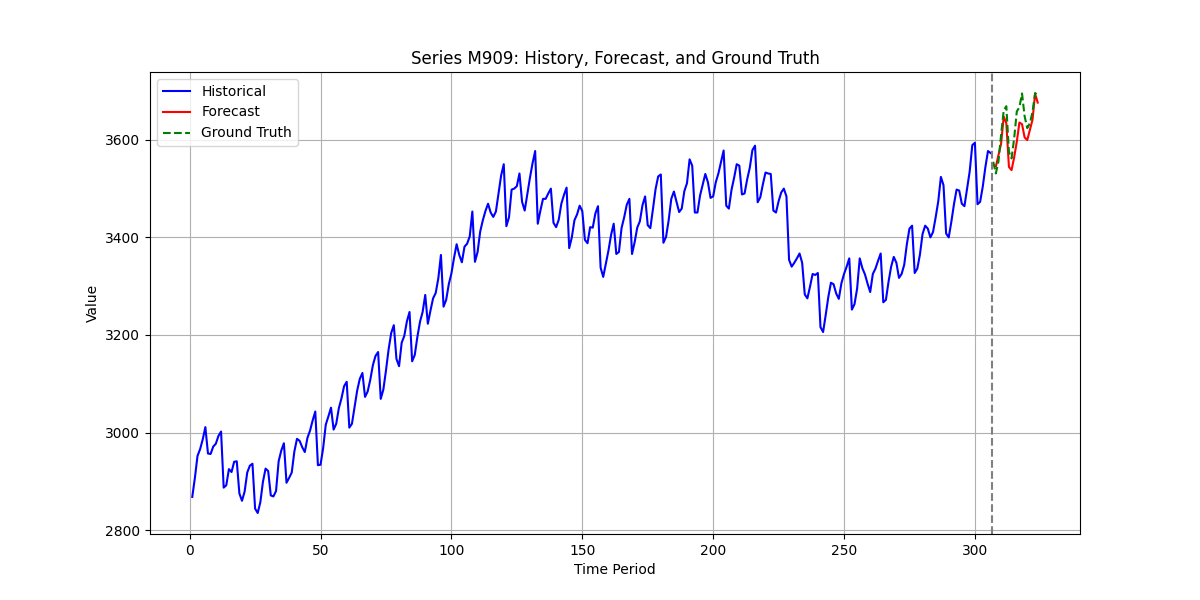 Series M909: History, Forecast, and Ground Truth
Historical
Forecast
Ground Truth
Value
3600
3400
3200
3000
2800
0 50 100 150 200 250 300
Time Period